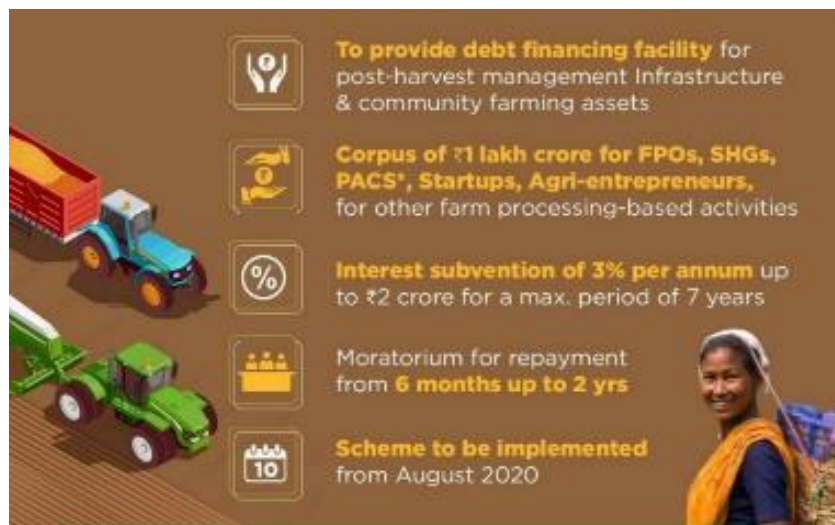 To provide debt financing facility for
post-harvest management Infrastructure
& community farming assets
Corpus of ₹1 lakh crore for FPOs, SHGs,
PACS*, Startups, Agri-entrepreneurs,
for other farm processing-based activities
%
Interest subvention of 3% per annum up
to ₹2 crore for a max. period of 7 years
Moratorium for repayment
from 6 months up to 2 yrs
10
Scheme to be implemented
from August 2020